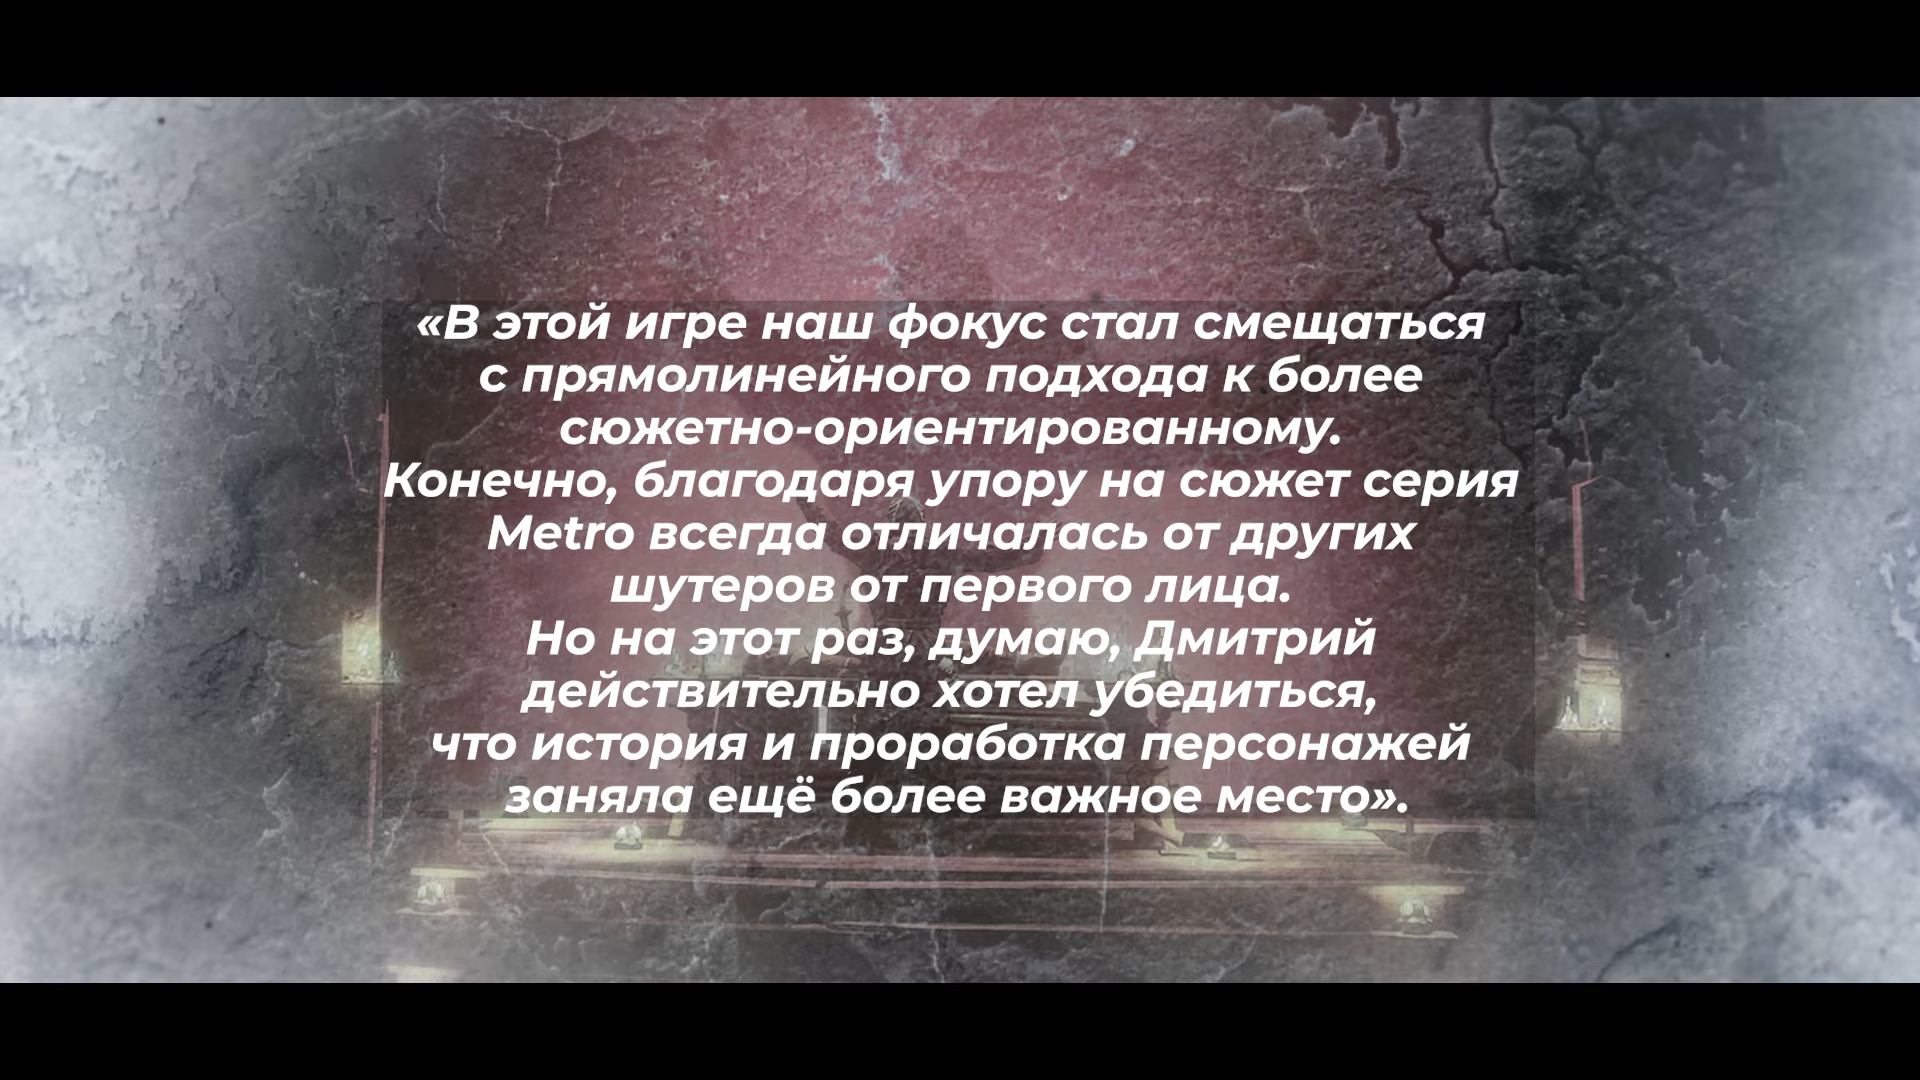 «В этой игре наш фокус стал смещаться
с прямолинейного подхода к более
сюжетно-ориентированному.
Конечно, благодаря упору на сюжет серия
Metro всегда отличалась от других
шутеров от первого лица.
Но на этот раз, думаю, Дмитрий
действительно хотел убедиться,
что история и проработка персонажей
заняла ещё более важное место».